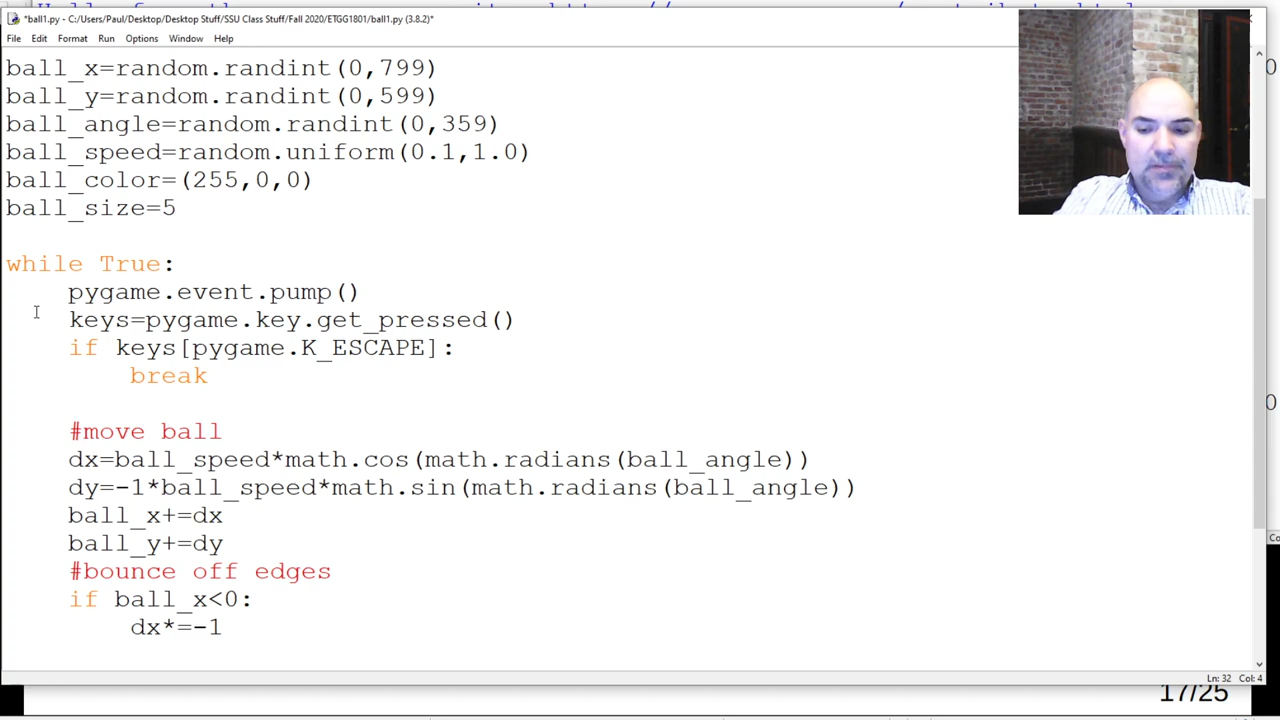 *ball1.py - C:/Users/Paul/Desktop/Desktop Stuff/SSU Class Stuff/Fall 2020/ETGG1801/ball1.py (3.8.2)*
File Edit Format Run Options Window Help
ball_x=random.randint(0,799)
ball_y=random.randint(0,599)
ball_angle=random.randint(0,359)
ball_speed=random.uniform(0.1,1.0)
ball_color=(255,0,0)
ball_size=5
while True:
    pygame.event.pump()
    keys=pygame.key.get_pressed()
    if keys[pygame.K_ESCAPE]:
        break
    #move ball
    dx=ball_speed*math.cos(math.radians(ball_angle))
    dy=-1*ball_speed*math.sin(math.radians(ball_angle))
    ball_x+=dx
    ball_y+=dy
    #bounce off edges
    if ball_x<0:
        dx*=-1
Ln: 32 Col: 4
17/25